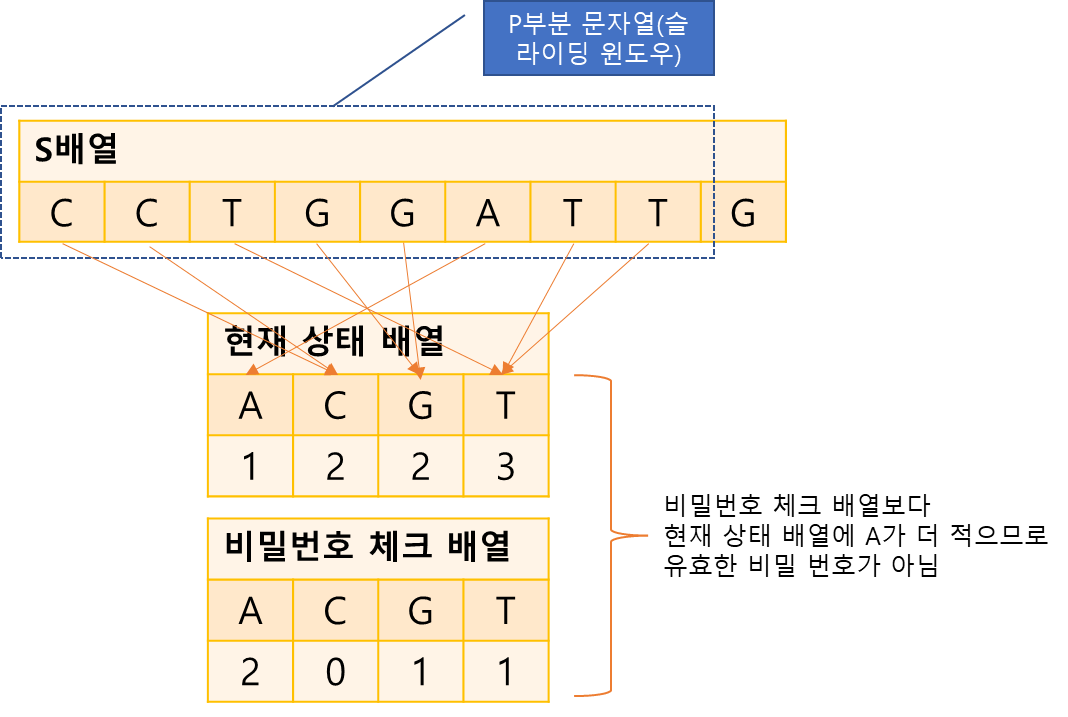 P부분 문자열(슬
라이딩 윈도우)
S배열
C C T G G A T T G
현재 상태 배열
A C G T
1 2 2 3
비밀번호 체크 배열보다
현재 상태 배열에 A가 더 적으므로
유효한 비밀 번호가 아님
비밀번호 체크 배열
A C G T
2 0 1 1